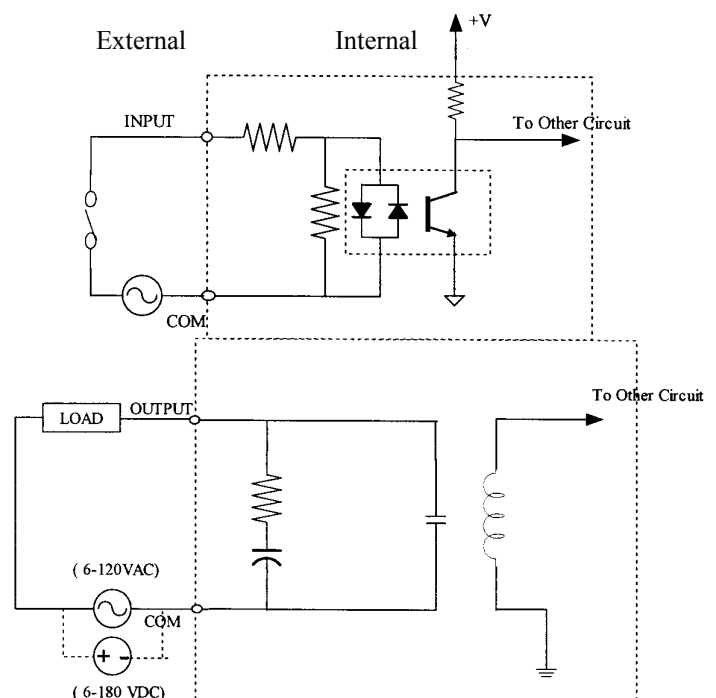 External
Internal
+V
INPUT
To Other Circuit
COM
LOAD
OUTPUT
To Other Circuit
( 6-120VAC)
COM
+ -
( 6-180 VDC)